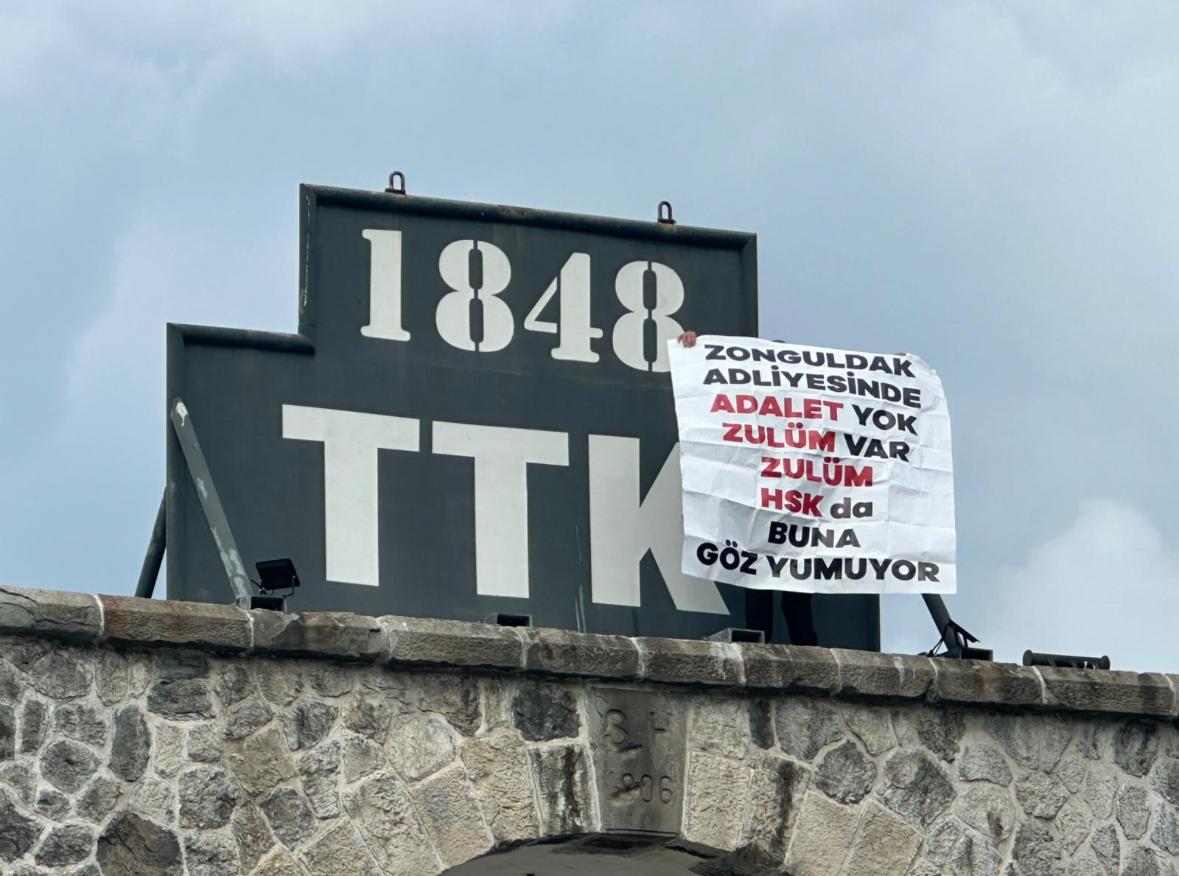 1848
TTK
ZONGULDAK
ADLİYESİNDE
ADALET YOK
ZULÜM VAR
ZULÜM
HSK da
BUNA
GÖZ YUMUYOR